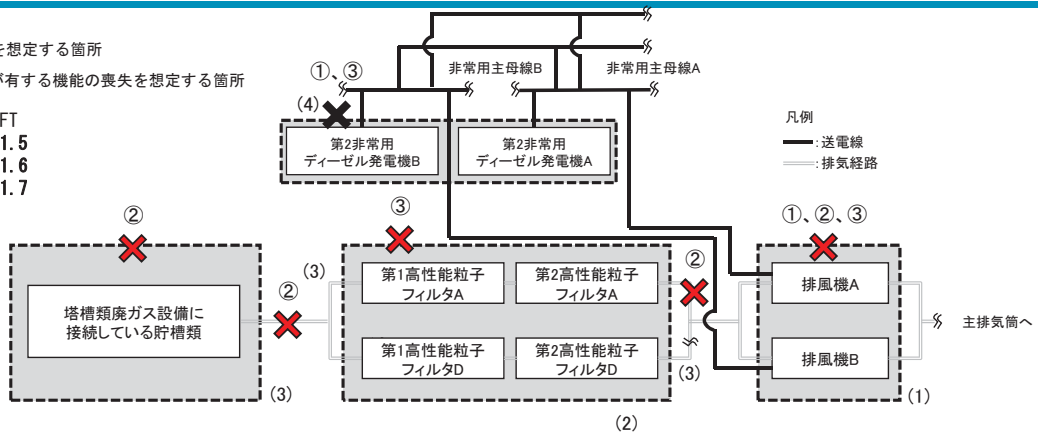 を想定する箇所
が有する機能の喪失を想定する箇所
FT
1.5
1.6
1.7
①、③
(4)
非常用主母線B
非常用主母線A
第2非常用
ディーゼル発電機B
第2非常用
ディーゼル発電機A
凡例
:送電線
:排気経路
②
塔槽類廃ガス設備に
接続している貯槽類
(3)
②
(3)
③
第1高性能粒子
フィルタA
第2高性能粒子
フィルタA
第1高性能粒子
フィルタD
第2高性能粒子
フィルタD
②
(3)
(2)
①、②、③
排風機A
排風機B
(1)
主排気筒へ